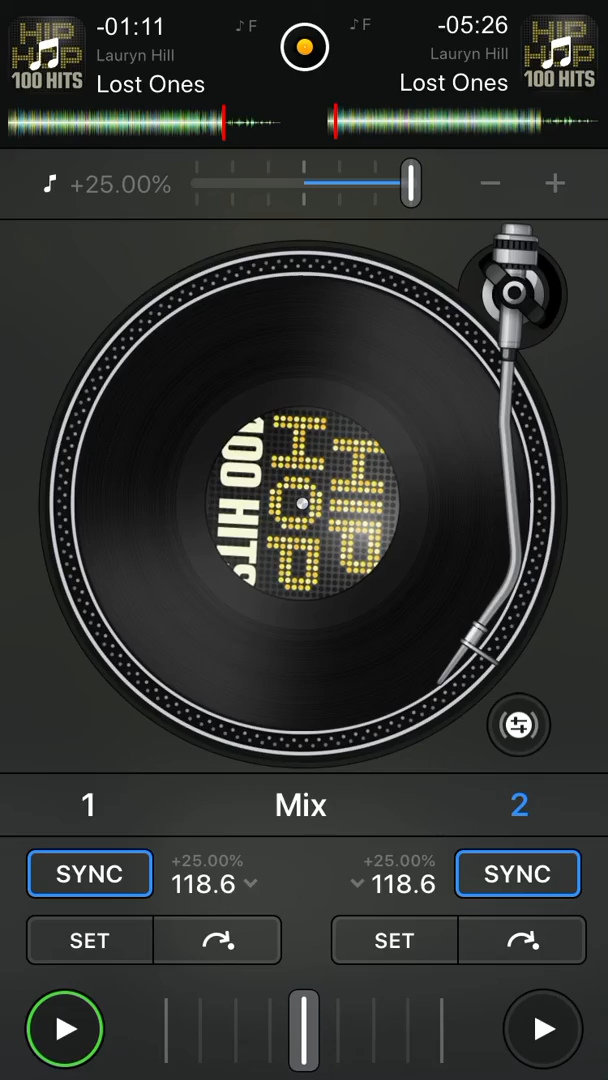 HIP
HOP
100 HITS
-01:11
Lauryn Hill
Lost Ones
F
F
-05:26
Lauryn Hill
Lost Ones
HIP
HOP
100 HITS
+25.00%
HIP
HOP
100 HITS
1
Mix
2
SYNC
+25.00%
118.6
+25.00%
118.6
SYNC
SET
SET